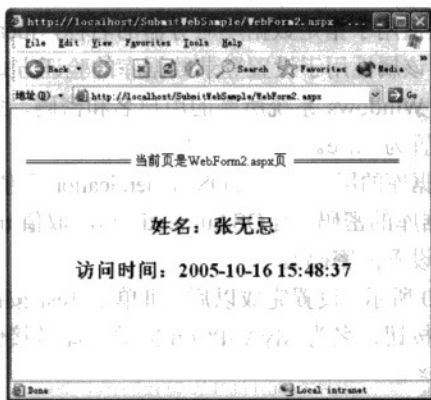 http://localhost/SubmitWebSample/WebForm2.aspx ...
File Edit View Favorites Tools Help
Back Search Favorites Media
地址(D) http://localhost/SubmitWebSample/WebForm2.aspx Go
当前页是WebForm2.aspx页
姓名：张无忌
访问时间：2005-10-16 15:48:37
Done Local intranet